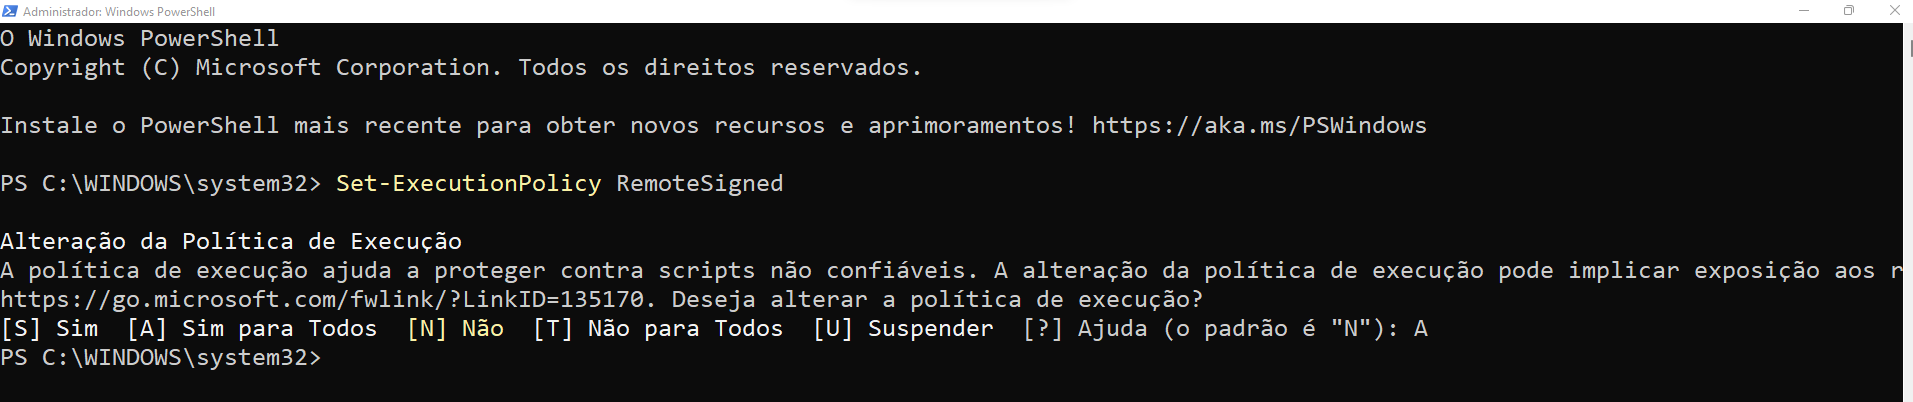 Administrador: Windows PowerShell
O Windows PowerShell
Copyright (C) Microsoft Corporation. Todos os direitos reservados.
Instale o PowerShell mais recente para obter novos recursos e aprimoramentos! https://aka.ms/PSWindows
PS C:\WINDOWS\system32> Set-ExecutionPolicy RemoteSigned
Alteração da Política de Execução
A política de execução ajuda a proteger contra scripts não confiáveis. A alteração da política de execução pode implicar exposição aos r
https://go.microsoft.com/fwlink/?LinkID=135170. Deseja alterar a política de execução?
[S] Sim  [A] Sim para Todos  [N] Não  [T] Não para Todos  [U] Suspender  [?] Ajuda (o padrão é "N"): A
PS C:\WINDOWS\system32>